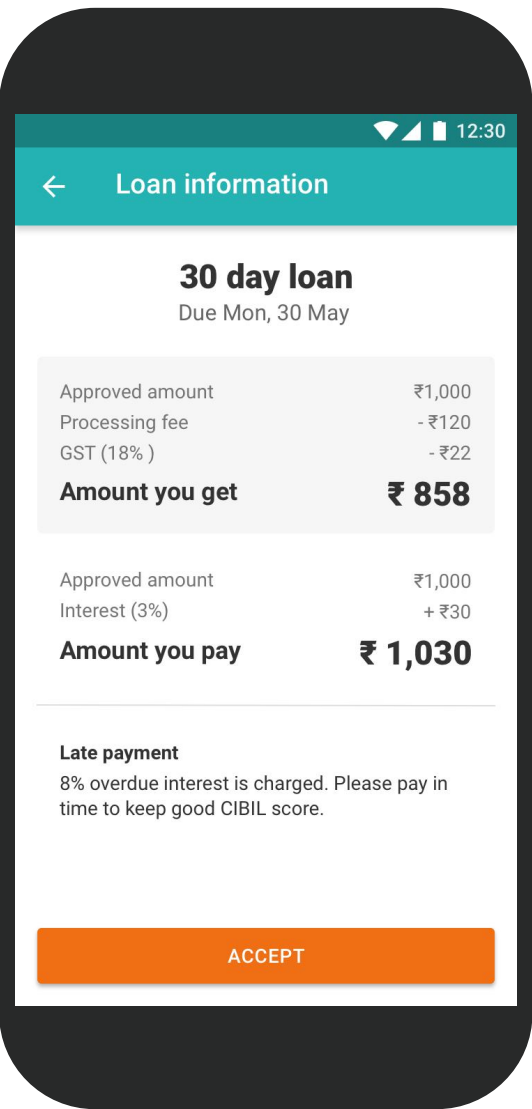 12:30
Loan information
30 day loan
Due Mon, 30 May
Approved amount ₹1,000
Processing fee - ₹120
GST (18% ) - ₹22
Amount you get ₹ 858
Approved amount ₹1,000
Interest (3%) + ₹30
Amount you pay ₹ 1,030
Late payment
8% overdue interest is charged. Please pay in
time to keep good CIBIL score.
ACCEPT